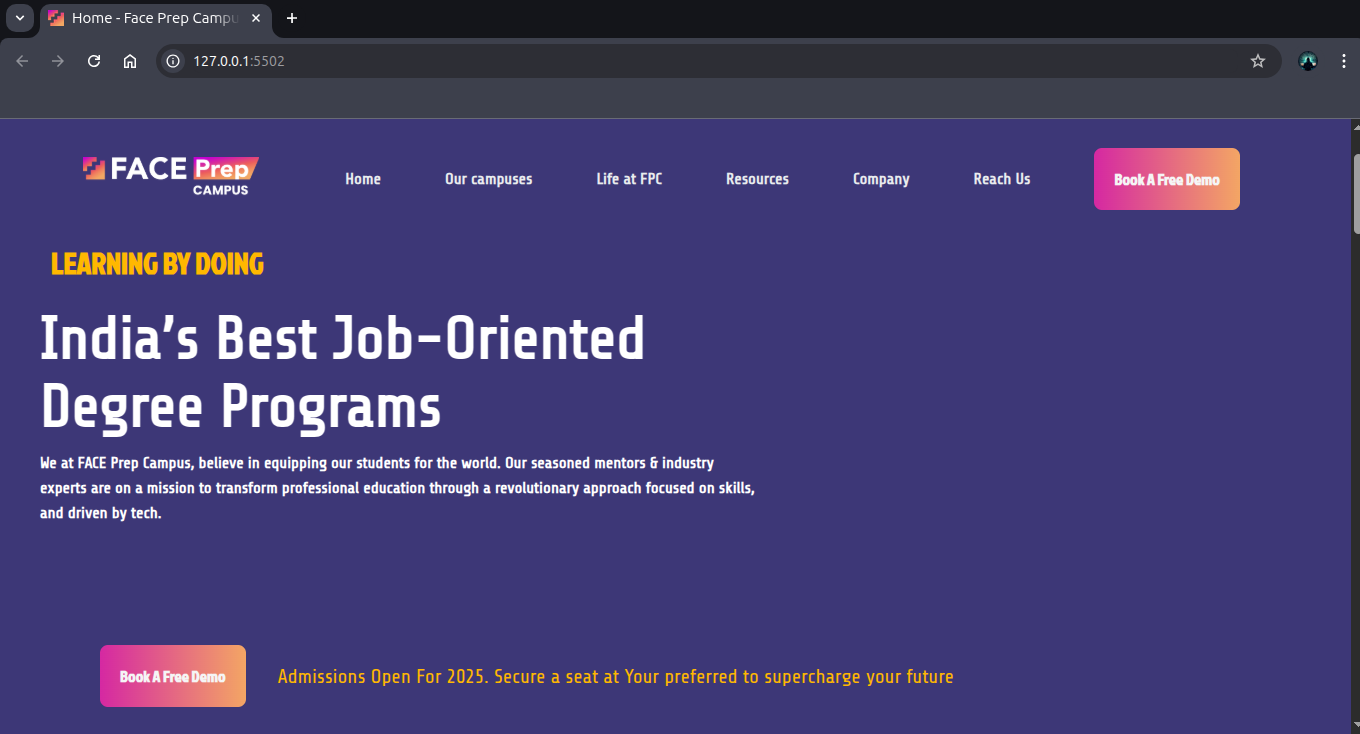 Home - Face Prep Campu
127.0.0.1:5502
FACE Prep
CAMPUS
Home
Our campuses
Life at FPC
Resources
Company
Reach Us
Book A Free Demo
LEARNING BY DOING
India's Best Job-Oriented
Degree Programs
We at FACE Prep Campus, believe in equipping our students for the world. Our seasoned mentors & industry
experts are on a mission to transform professional education through a revolutionary approach focused on skills,
and driven by tech.
Book A Free Demo
Admissions Open For 2025. Secure a seat at Your preferred to supercharge your future